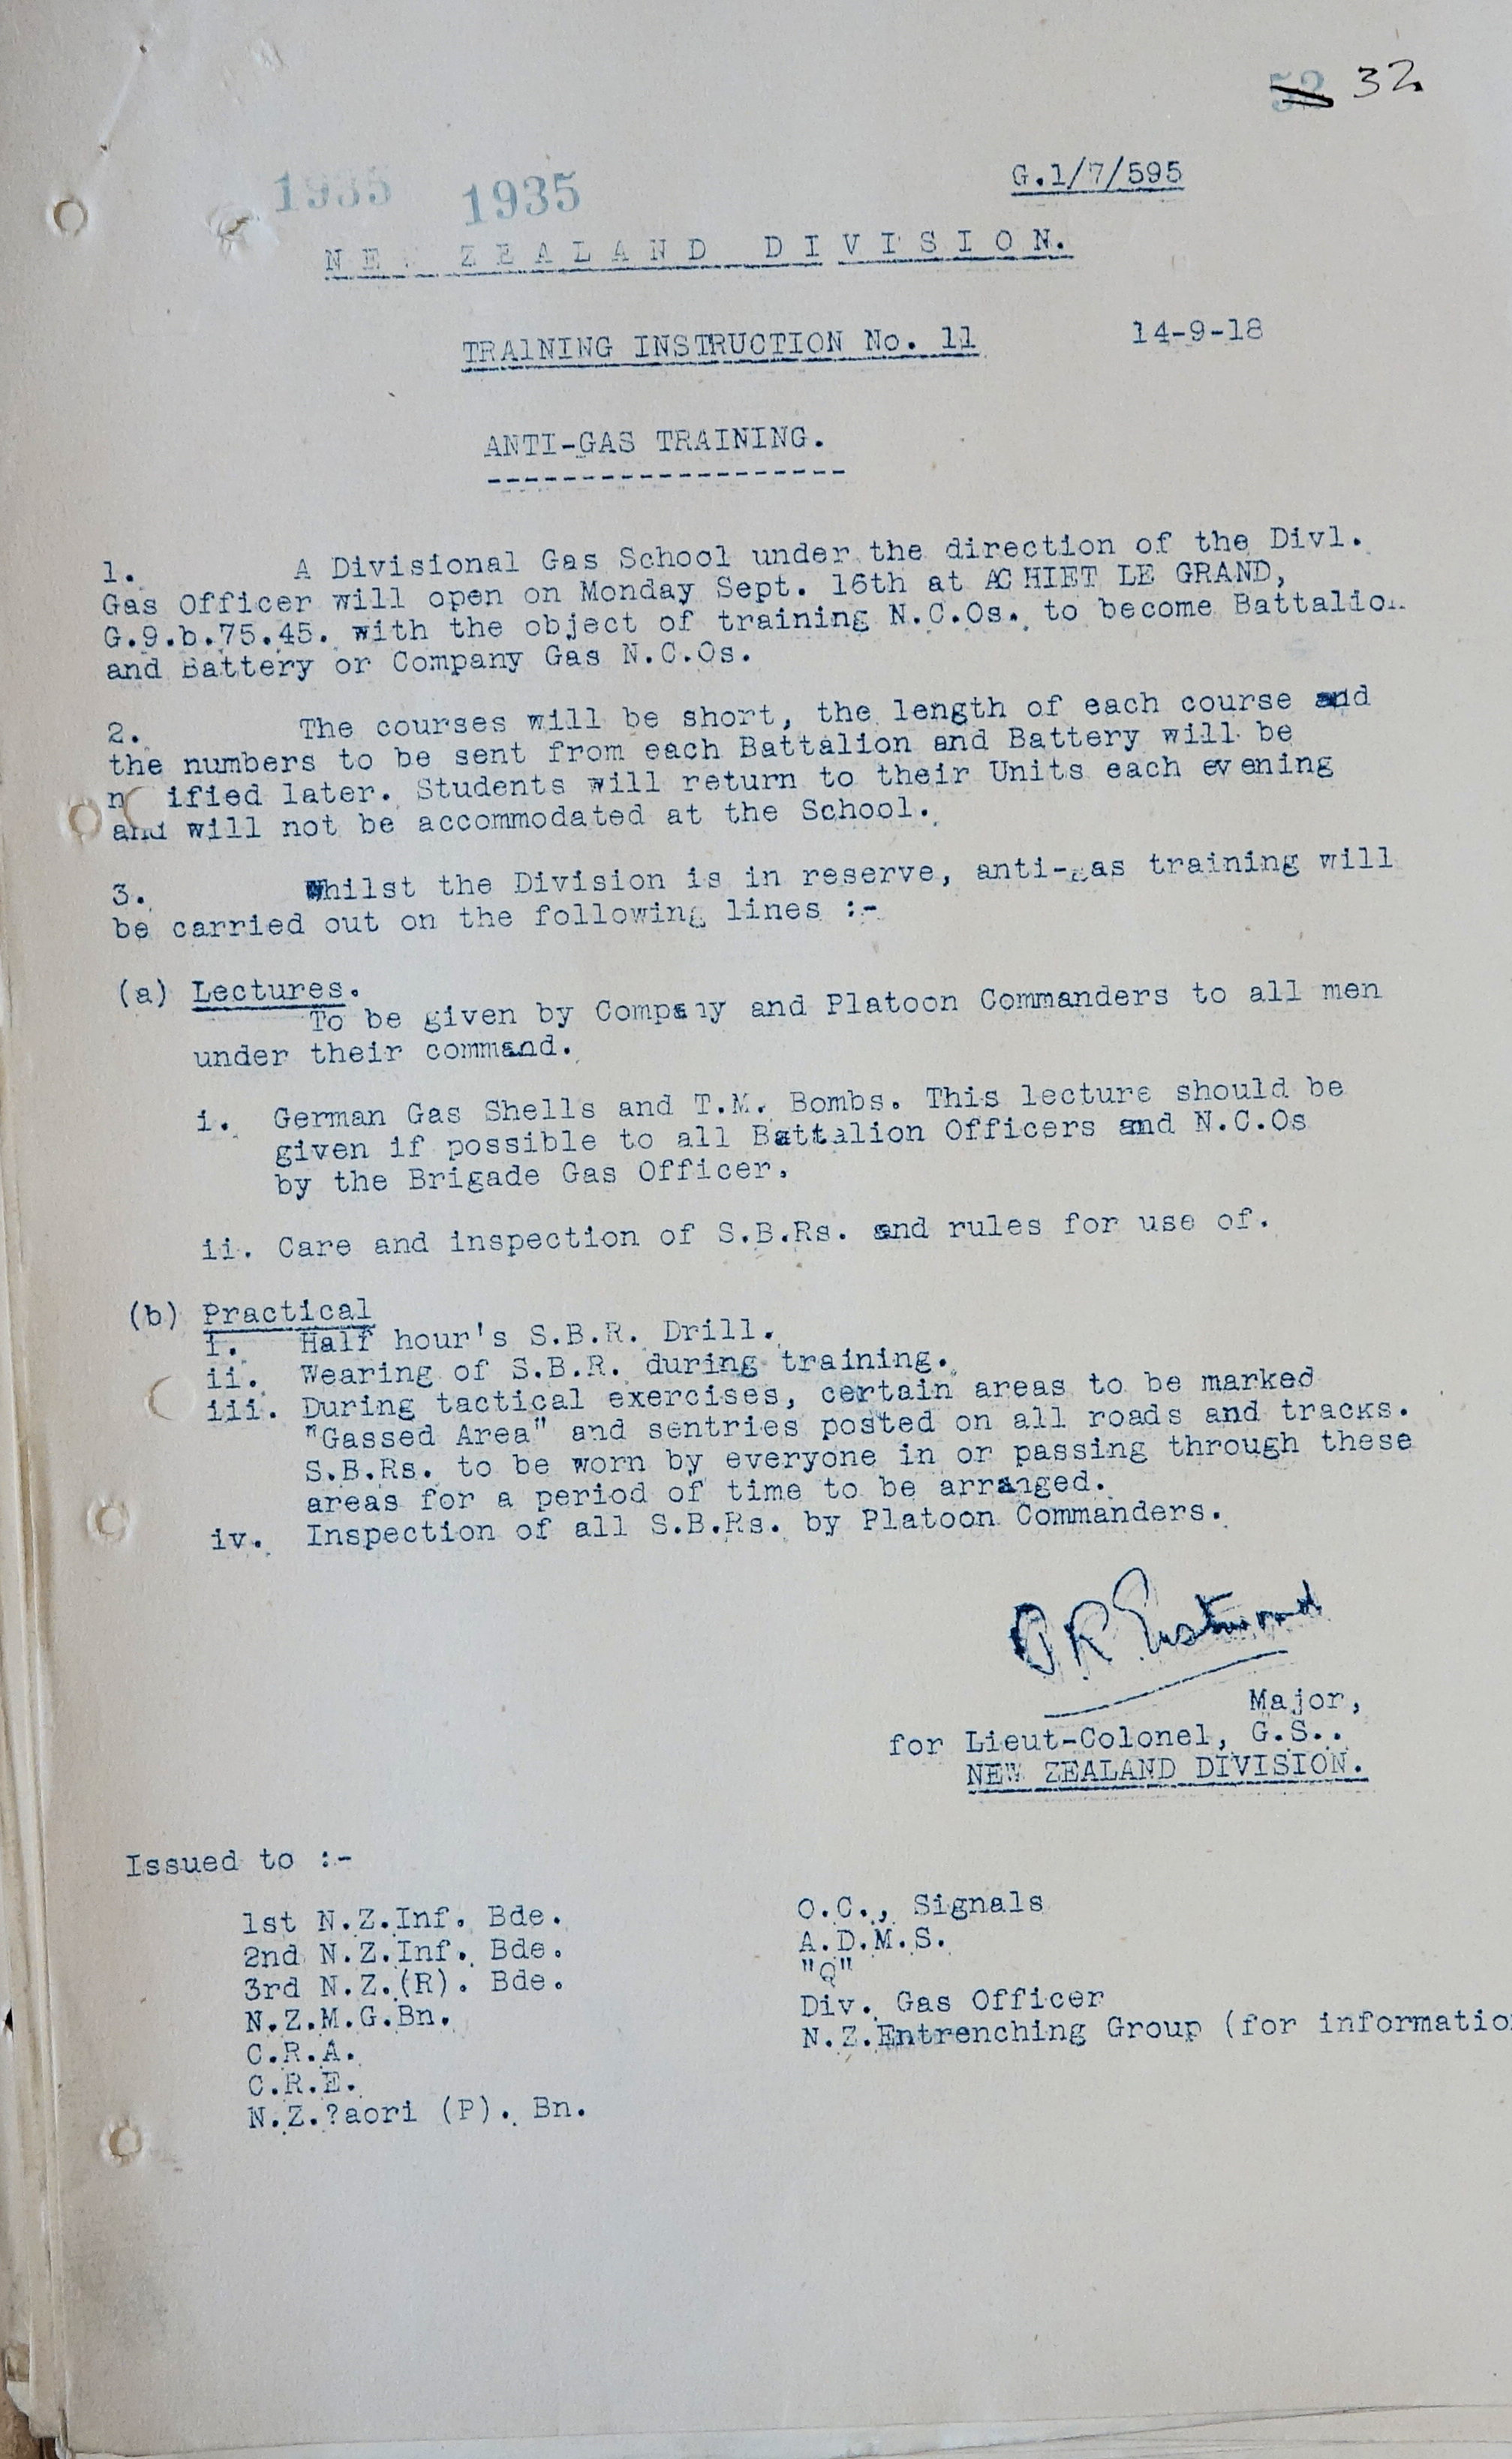 52 32
G.1/7/595
1935 1935
NEW ZEALAND DIVISION.
TRAINING INSTRUCTION No. 11 14-9-18
ANTI-GAS TRAINING.
1. A Divisional Gas School under the direction of the Divl.
Gas Officer will open on Monday Sept. 16th at ACHIET LE GRAND,
G.9.b.75.45. with the object of training N.C.Os. to become Battalion
and Battery or Company Gas N.C.Os.
2. The courses will be short, the length of each course and
the numbers to be sent from each Battalion and Battery will be
n ified later. Students will return to their Units each evening
and will not be accommodated at the School.
3. Whilst the Division is in reserve, anti-gas training will
be carried out on the following lines :-
(a) Lectures.
To be given by Company and Platoon Commanders to all men
under their command.
i. German Gas Shells and T.M. Bombs. This lecture should be
given if possible to all Battalion Officers and N.C.Os
by the Brigade Gas Officer.
ii. Care and inspection of S.B.Rs. and rules for use of.
(b) Practical
i. Half hour's S.B.R. Drill.
ii. Wearing of S.B.R. during training.
iii. During tactical exercises, certain areas to be marked
"Gassed Area" and sentries posted on all roads and tracks.
S.B.Rs. to be worn by everyone in or passing through these
areas for a period of time to be arranged.
iv. Inspection of all S.B.Rs. by Platoon Commanders.
Major,
for Lieut-Colonel, G.S..
NEW ZEALAND DIVISION.
Issued to :-
1st N.Z.Inf. Bde.
2nd N.Z.Inf. Bde.
3rd N.Z.(R). Bde.
N.Z.M.G.Bn.
C.R.A.
C.R.E.
N.Z.?aori (P). Bn.
O.C., Signals
A.D.M.S.
"Q"
Div. Gas Officer
N.Z.Entrenching Group (for informatio